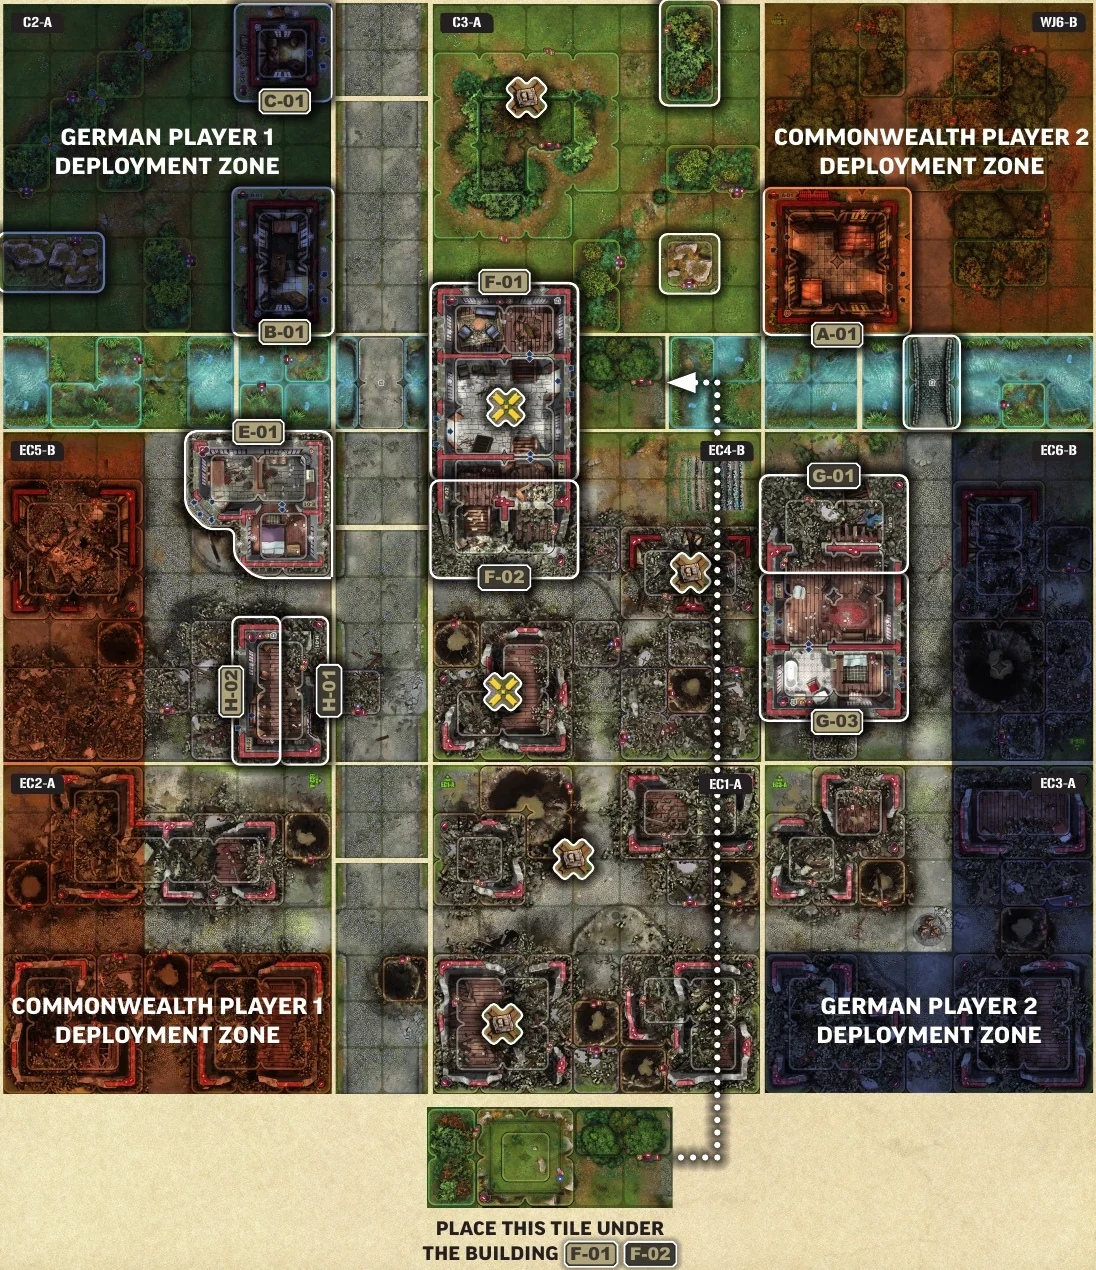 C2-A
C3-A
WJ6-B
C-01
GERMAN PLAYER 1
DEPLOYMENT ZONE
COMMONWEALTH PLAYER 2
DEPLOYMENT ZONE
B-01
F-01
A-01
E-01
EC5-B
EC4-B
EC6-B
G-01
F-02
H-02
H-01
G-03
EC2-A
EC1-A
EC3-A
COMMONWEALTH PLAYER 1
DEPLOYMENT ZONE
GERMAN PLAYER 2
DEPLOYMENT ZONE
PLACE THIS TILE UNDER
THE BUILDING F-01 F-02